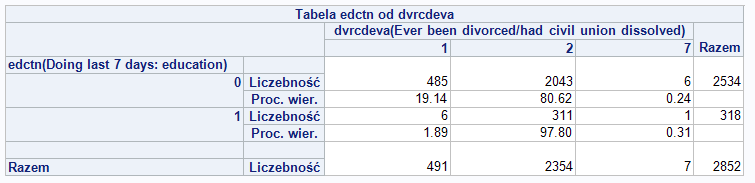 Tabela edctn od dvrcdeva
dvrcdeva(Ever been divorced/had civil union dissolved)
1 2 7 Razem
edctn(Doing last 7 days: education)
0 Liczebność 485 2043 6 2534
Proc. wier. 19.14 80.62 0.24
1 Liczebność 6 311 1 318
Proc. wier. 1.89 97.80 0.31
Razem Liczebność 491 2354 7 2852